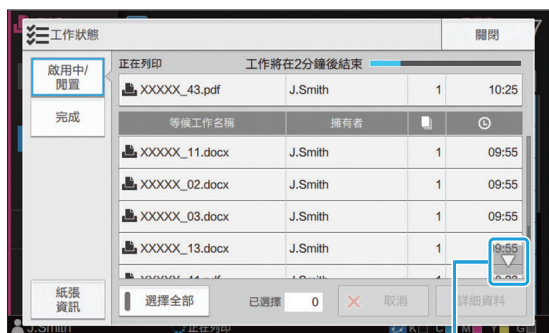 工作狀態
關閉
啟用中/
閒置
完成
紙張
資訊
正在列印 工作將在2分鐘後結束
XXXXX_43.pdf J.Smith 1 10:25
等候工作名稱 擁有者
XXXXX_11.docx J.Smith 1 09:55
XXXXX_02.docx J.Smith 1 09:55
XXXXX_03.docx J.Smith 1 09:55
XXXXX_13.docx J.Smith 1 09:55
選擇全部 已選擇 0 取消 詳細資料
J.Smith 正在列印 K C M Y G